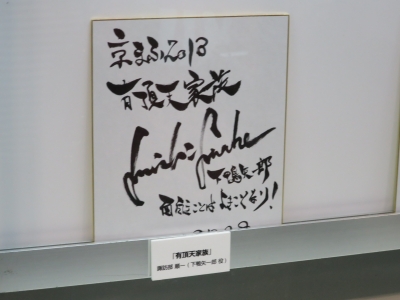 京まふ2013
有頂天家族
下鴨矢一郎
面白きことは良きことなり!
『有頂天家族』
諏訪部 順一(下鴨矢一郎 役)